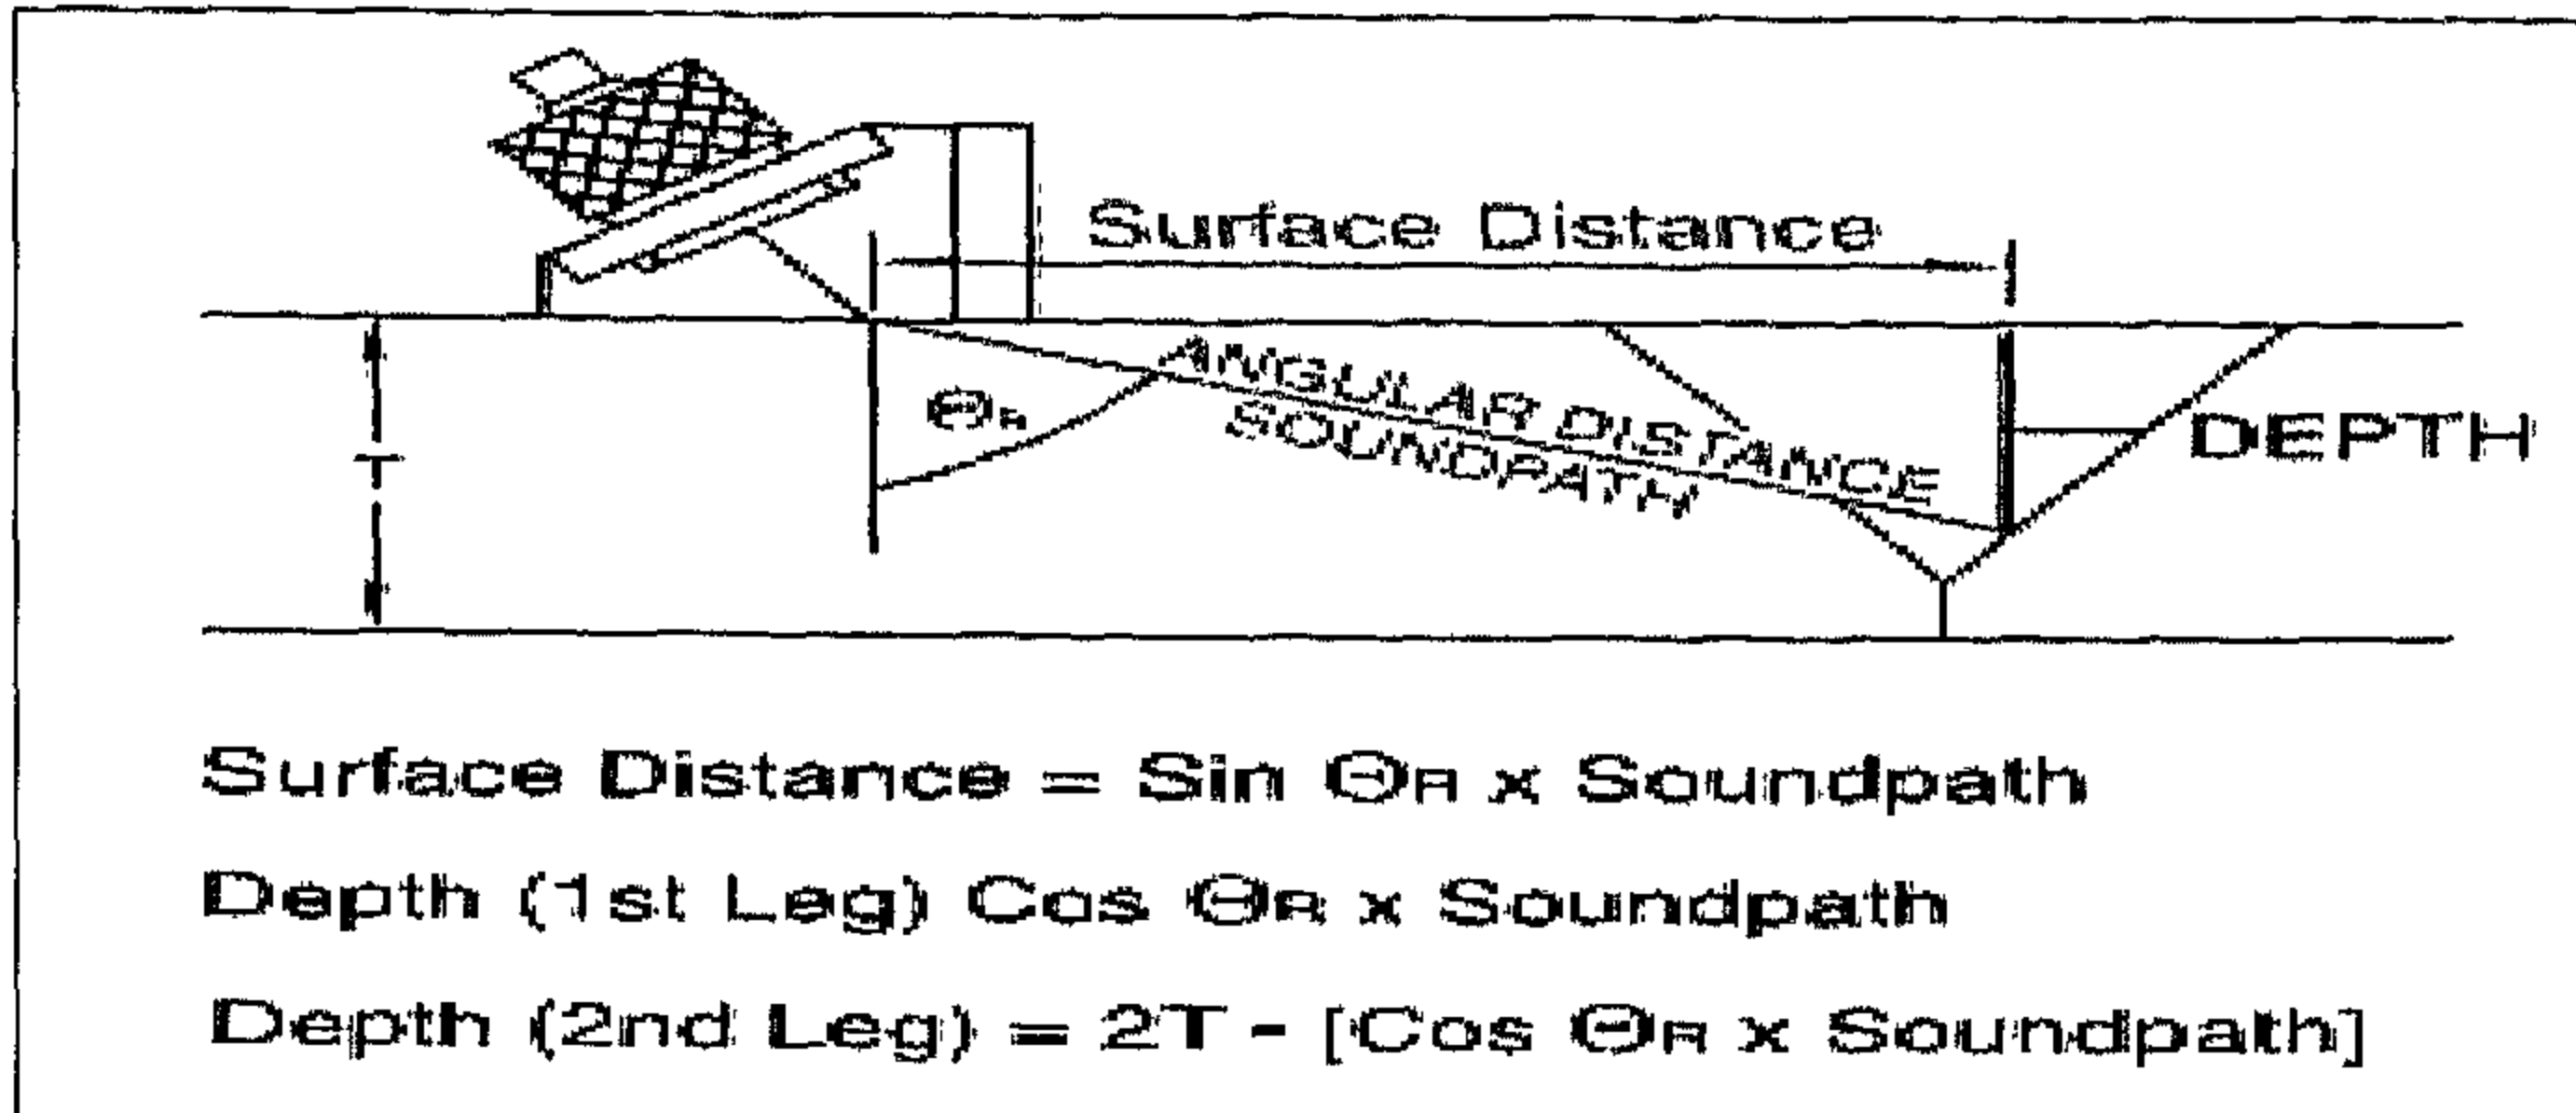 Surface Distance
ΘR
ANGULAR DISTANCE
SOUNDPATH
DEPTH
T
Surface Distance = Sin ΘR x Soundpath
Depth (1st Leg) Cos ΘR x Soundpath
Depth (2nd Leg) = 2T - [Cos ΘR x Soundpath]